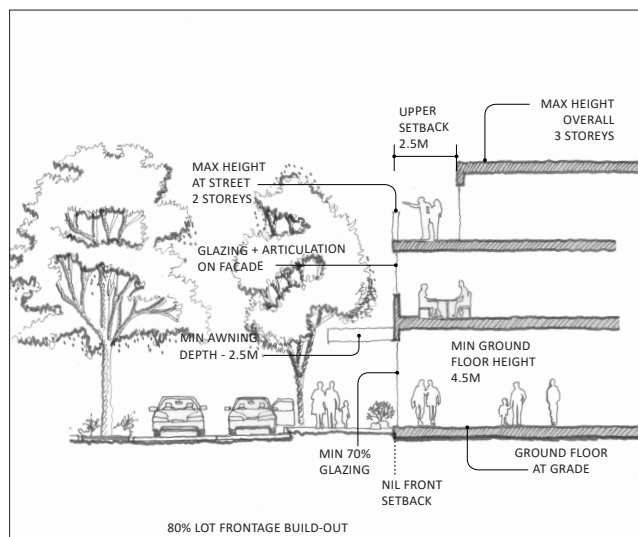 UPPER
SETBACK
2.5M
MAX HEIGHT
OVERALL
3 STOREYS
MAX HEIGHT
AT STREET
2 STOREYS
GLAZING + ARTICULATION
ON FACADE
MIN AWNING
DEPTH - 2.5M
MIN GROUND
FLOOR HEIGHT
4.5M
MIN 70%
GLAZING
GROUND FLOOR
AT GRADE
NIL FRONT
SETBACK
80% LOT FRONTAGE BUILD-OUT